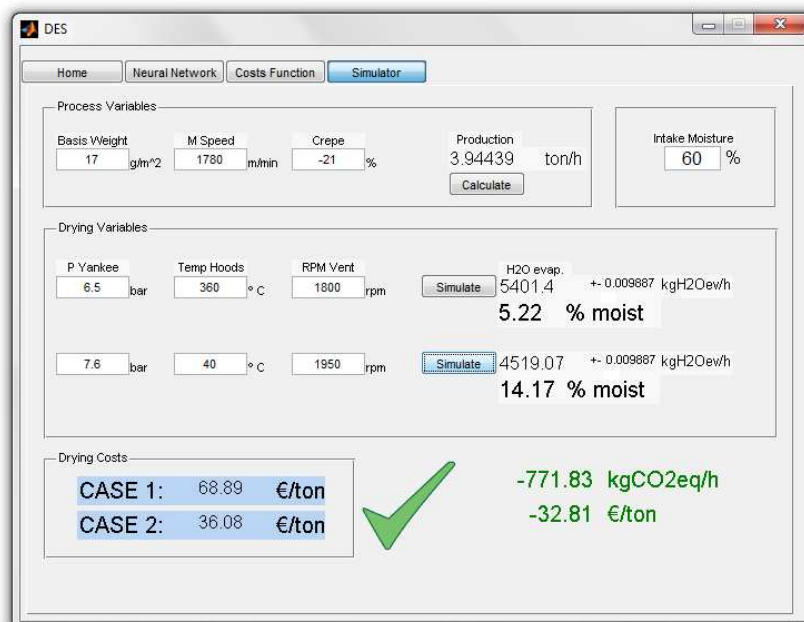 DES
Home Neural Network Costs Function Simulator
Process Variables
Basis Weight M Speed Crepe Production Intake Moisture
17 g/m^2 1780 m/min -21 % 3.94439 ton/h 60 %
Calculate
Drying Variables
P Yankee Temp Hoods RPM Vent H2O evap.
6.5 bar 360 º C 1800 rpm Simulate 5401.4 +- 0.009887 kgH2Oev/h
5.22 % moist
7.6 bar 40 º C 1950 rpm Simulate 4519.07 +- 0.009887 kgH2Oev/h
14.17 % moist
Drying Costs
CASE 1: 68.89 €/ton
CASE 2: 36.08 €/ton
-771.83 kgCO2eq/h
-32.81 €/ton